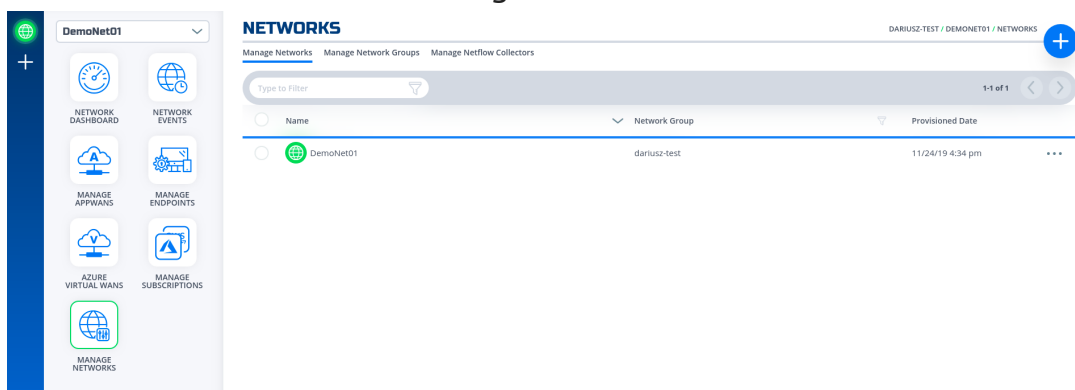 DemoNet01
NETWORK DASHBOARD
NETWORK EVENTS
MANAGE APPWANS
MANAGE ENDPOINTS
AZURE VIRTUAL WANS
MANAGE SUBSCRIPTIONS
MANAGE NETWORKS
NETWORKS
DARIUSZ-TEST / DEMONET01 / NETWORKS
Manage Networks Manage Network Groups Manage Netflow Collectors
Type to Filter
1-1 of 1
Name Network Group Provisioned Date
DemoNet01 dariusz-test 11/24/19 4:34 pm